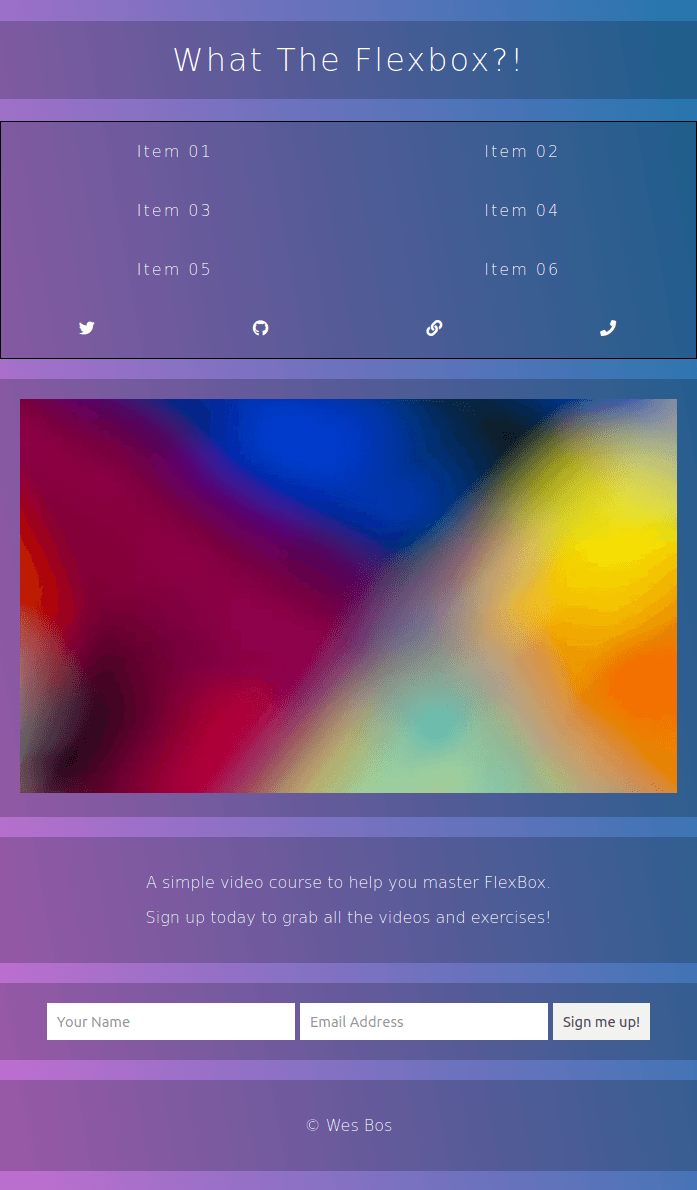 What The Flexbox?!
Item 01 Item 02
Item 03 Item 04
Item 05 Item 06
A simple video course to help you master FlexBox.
Sign up today to grab all the videos and exercises!
Your Name Email Address Sign me up!
© Wes Bos